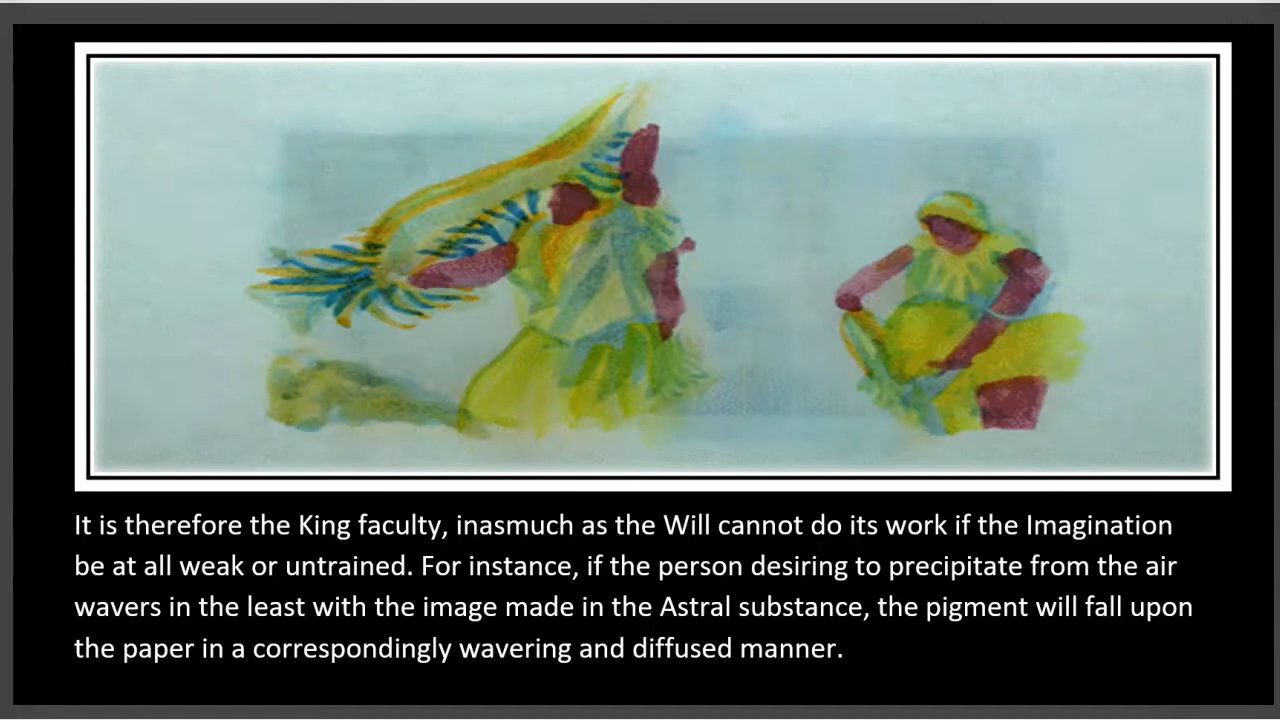 It is therefore the King faculty, inasmuch as the Will cannot do its work if the Imagination
be at all weak or untrained. For instance, if the person desiring to precipitate from the air
wavers in the least with the image made in the Astral substance, the pigment will fall upon
the paper in a correspondingly wavering and diffused manner.